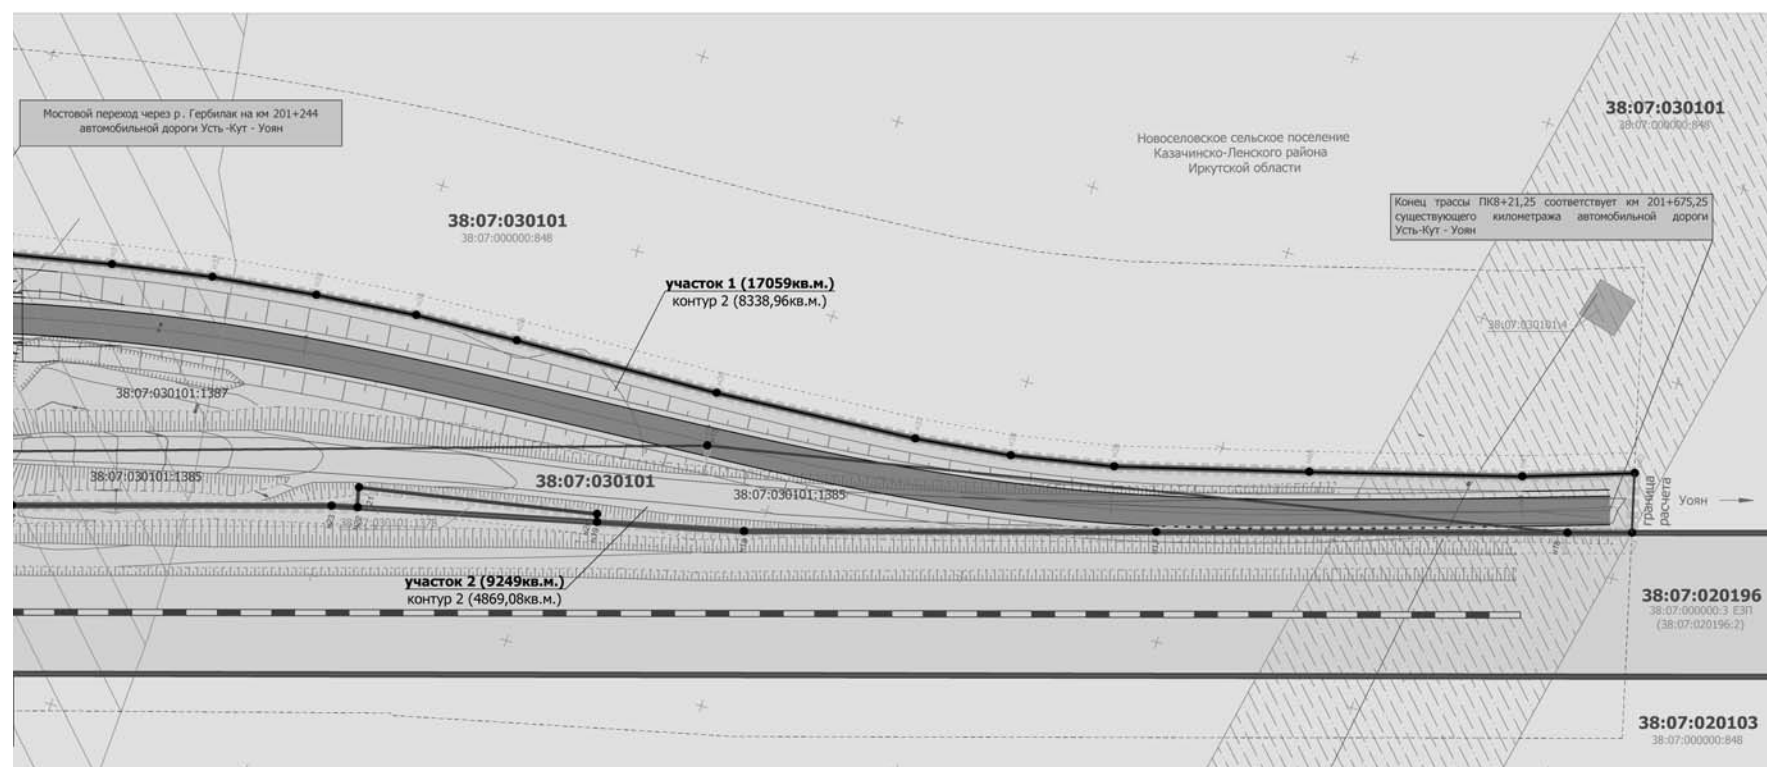 Мостовой переход через р. Гербилак на км 201+244
автомобильной дороги Усть-Кут - Уоян
38:07:030101
38:07:000000:848
Новоселовское сельское поселение
Казачинско-Ленского района
Иркутской области
38:07:030101
38:07:000000:848
Конец трассы ПК8+21,25 соответствует км 201+675,25
существующего километража автомобильной дороги
Усть-Кут - Уоян
участок 1 (17059кв.м.)
контур 2 (8338,96кв.м.)
38:07:030101:4
38:07:030101:1387
38:07:030101:1385
38:07:030101
38:07:030101:1385
граница
расчета
Уоян
участок 2 (9249кв.м.)
контур 2 (4869,08кв.м.)
38:07:020196
38:07:000000:3 ЕЗП
(38:07:020196:2)
38:07:020103
38:07:000000:848